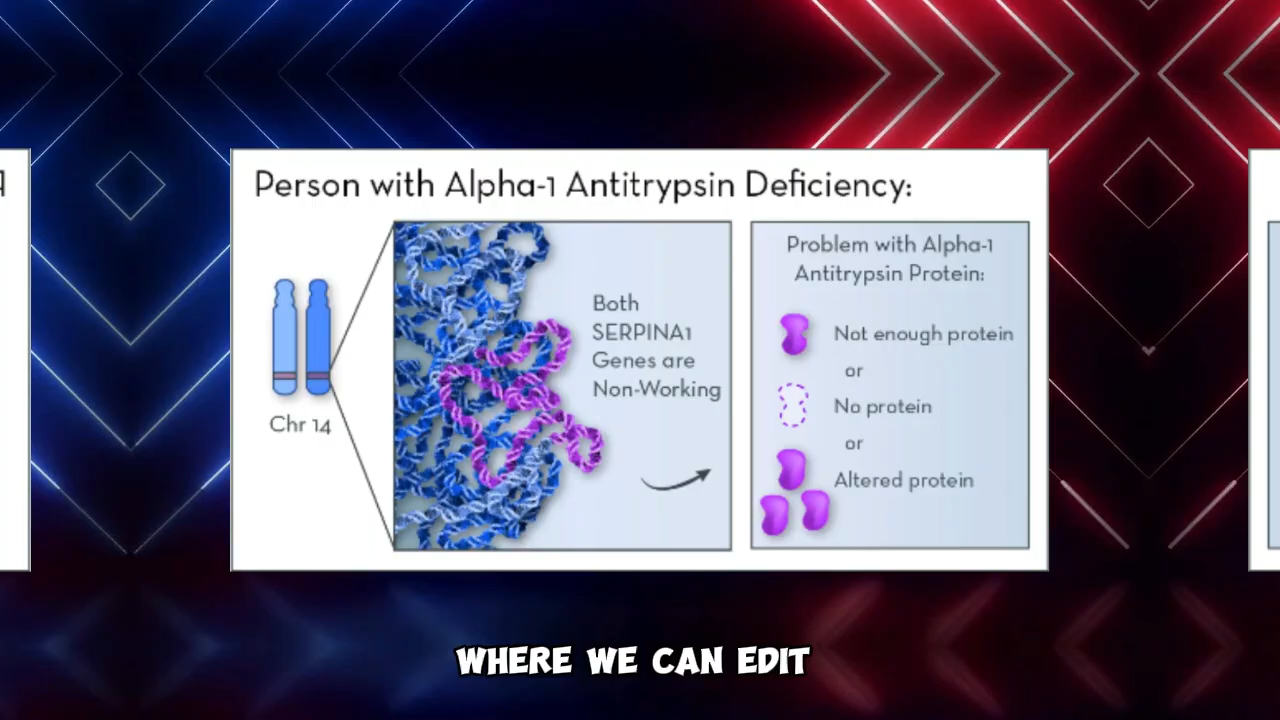 Person with Alpha-1 Antitrypsin Deficiency:
Chr 14
Both
SERPINA1
Genes are
Non-Working
Problem with Alpha-1
Antitrypsin Protein:
Not enough protein
or
No protein
or
Altered protein
WHERE WE CAN EDIT